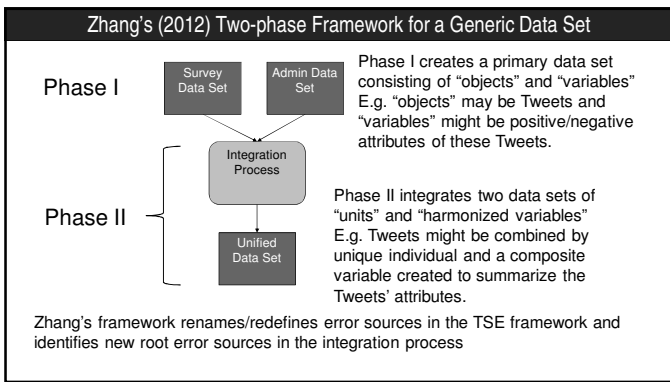 Zhang's (2012) Two-phase Framework for a Generic Data Set
Phase I
Survey
Data Set
Admin Data
Set
Phase I creates a primary data set
consisting of “objects” and “variables”
E.g. “objects” may be Tweets and
“variables” might be positive/negative
attributes of these Tweets.
Integration
Process
Phase II
Unified
Data Set
Phase II integrates two data sets of
“units” and “harmonized variables”
E.g. Tweets might be combined by
unique individual and a composite
variable created to summarize the
Tweets’ attributes.
Zhang’s framework renames/redefines error sources in the TSE framework and
identifies new root error sources in the integration process